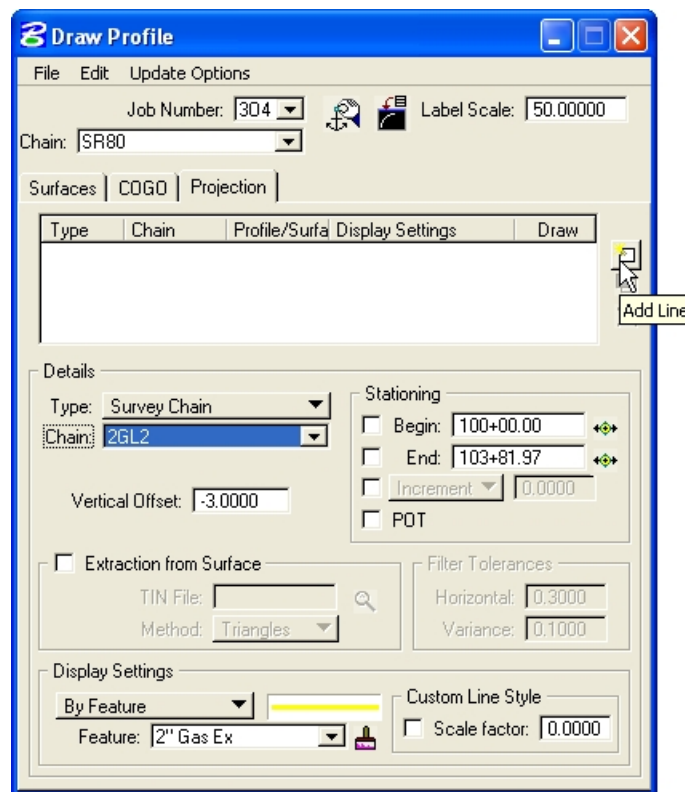 Draw Profile
File Edit Update Options
Job Number: 304 Label Scale: 50.00000
Chain: SR80
Surfaces COGO Projection
Type Chain Profile/Surfa Display Settings Draw
Add Line
Details
Type: Survey Chain
Chain: 2GL2
Vertical Offset: -3.0000
Stationing
Begin: 100+00.00
End: 103+81.97
Increment 0.0000
POT
Extraction from Surface
TIN File:
Method: Triangles
Filter Tolerances
Horizontal: 0.3000
Variance: 0.1000
Display Settings
By Feature
Feature: 2'' Gas Ex
Custom Line Style
Scale factor: 0.0000